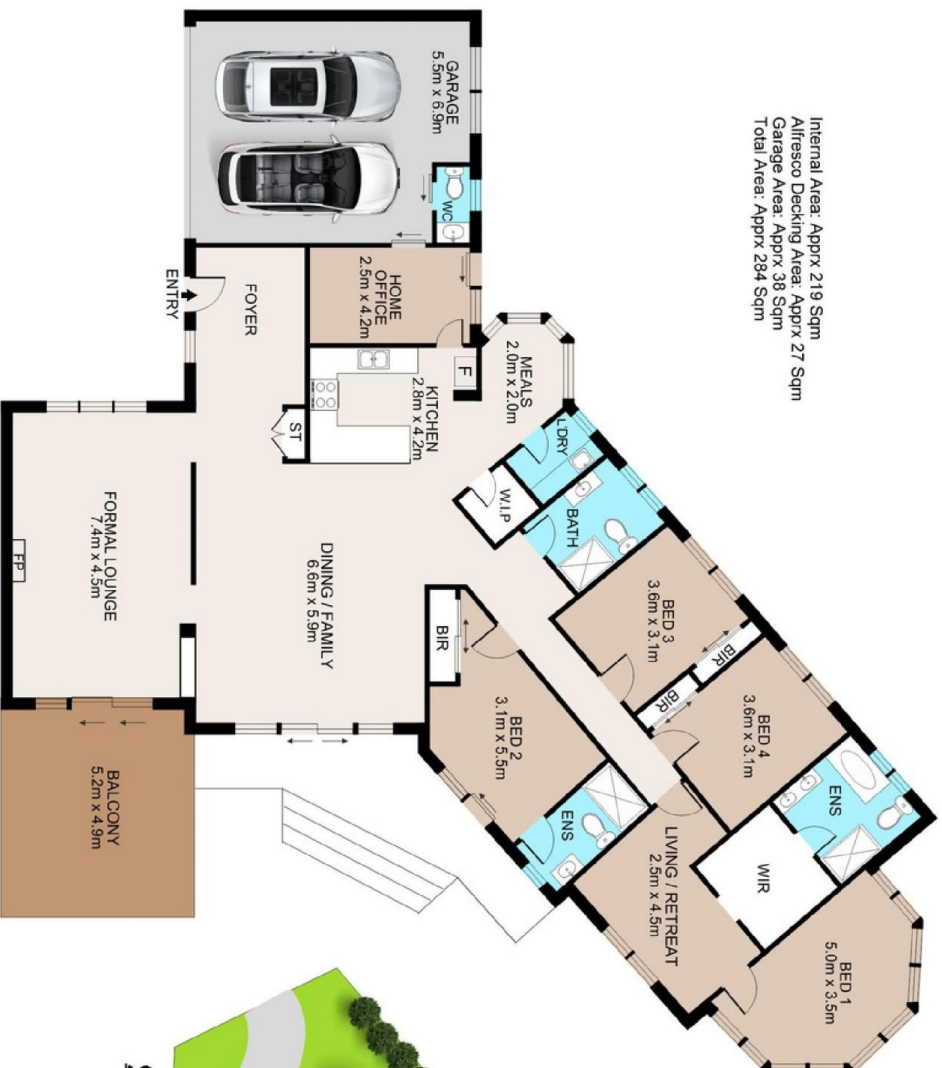 Internal Area: Apprx 219 Sqm
Alfresco Decking Area: Apprx 27 Sqm
Garage Area: Apprx 38 Sqm
Total Area: Apprx 284 Sqm
GARAGE
5.5m x 6.9m
WC
HOME
OFFICE
2.5m x 4.2m
FOYER
ENTRY
F
KITCHEN
2.8m x 4.2m
MEALS
2.0m x 2.0m
L'DRY
W.I.P
BATH
ST
FORMAL LOUNGE
7.4m x 4.5m
FP
DINING / FAMILY
6.6m x 5.9m
BIR
BED 2
3.1m x 5.5m
ENS
BED 3
3.6m x 3.1m
BIR
BIR
BED 4
3.6m x 3.1m
ENS
WIR
LIVING / RETREAT
2.5m x 4.5m
BED 1
5.0m x 3.5m
BALCONY
5.2m x 4.9m